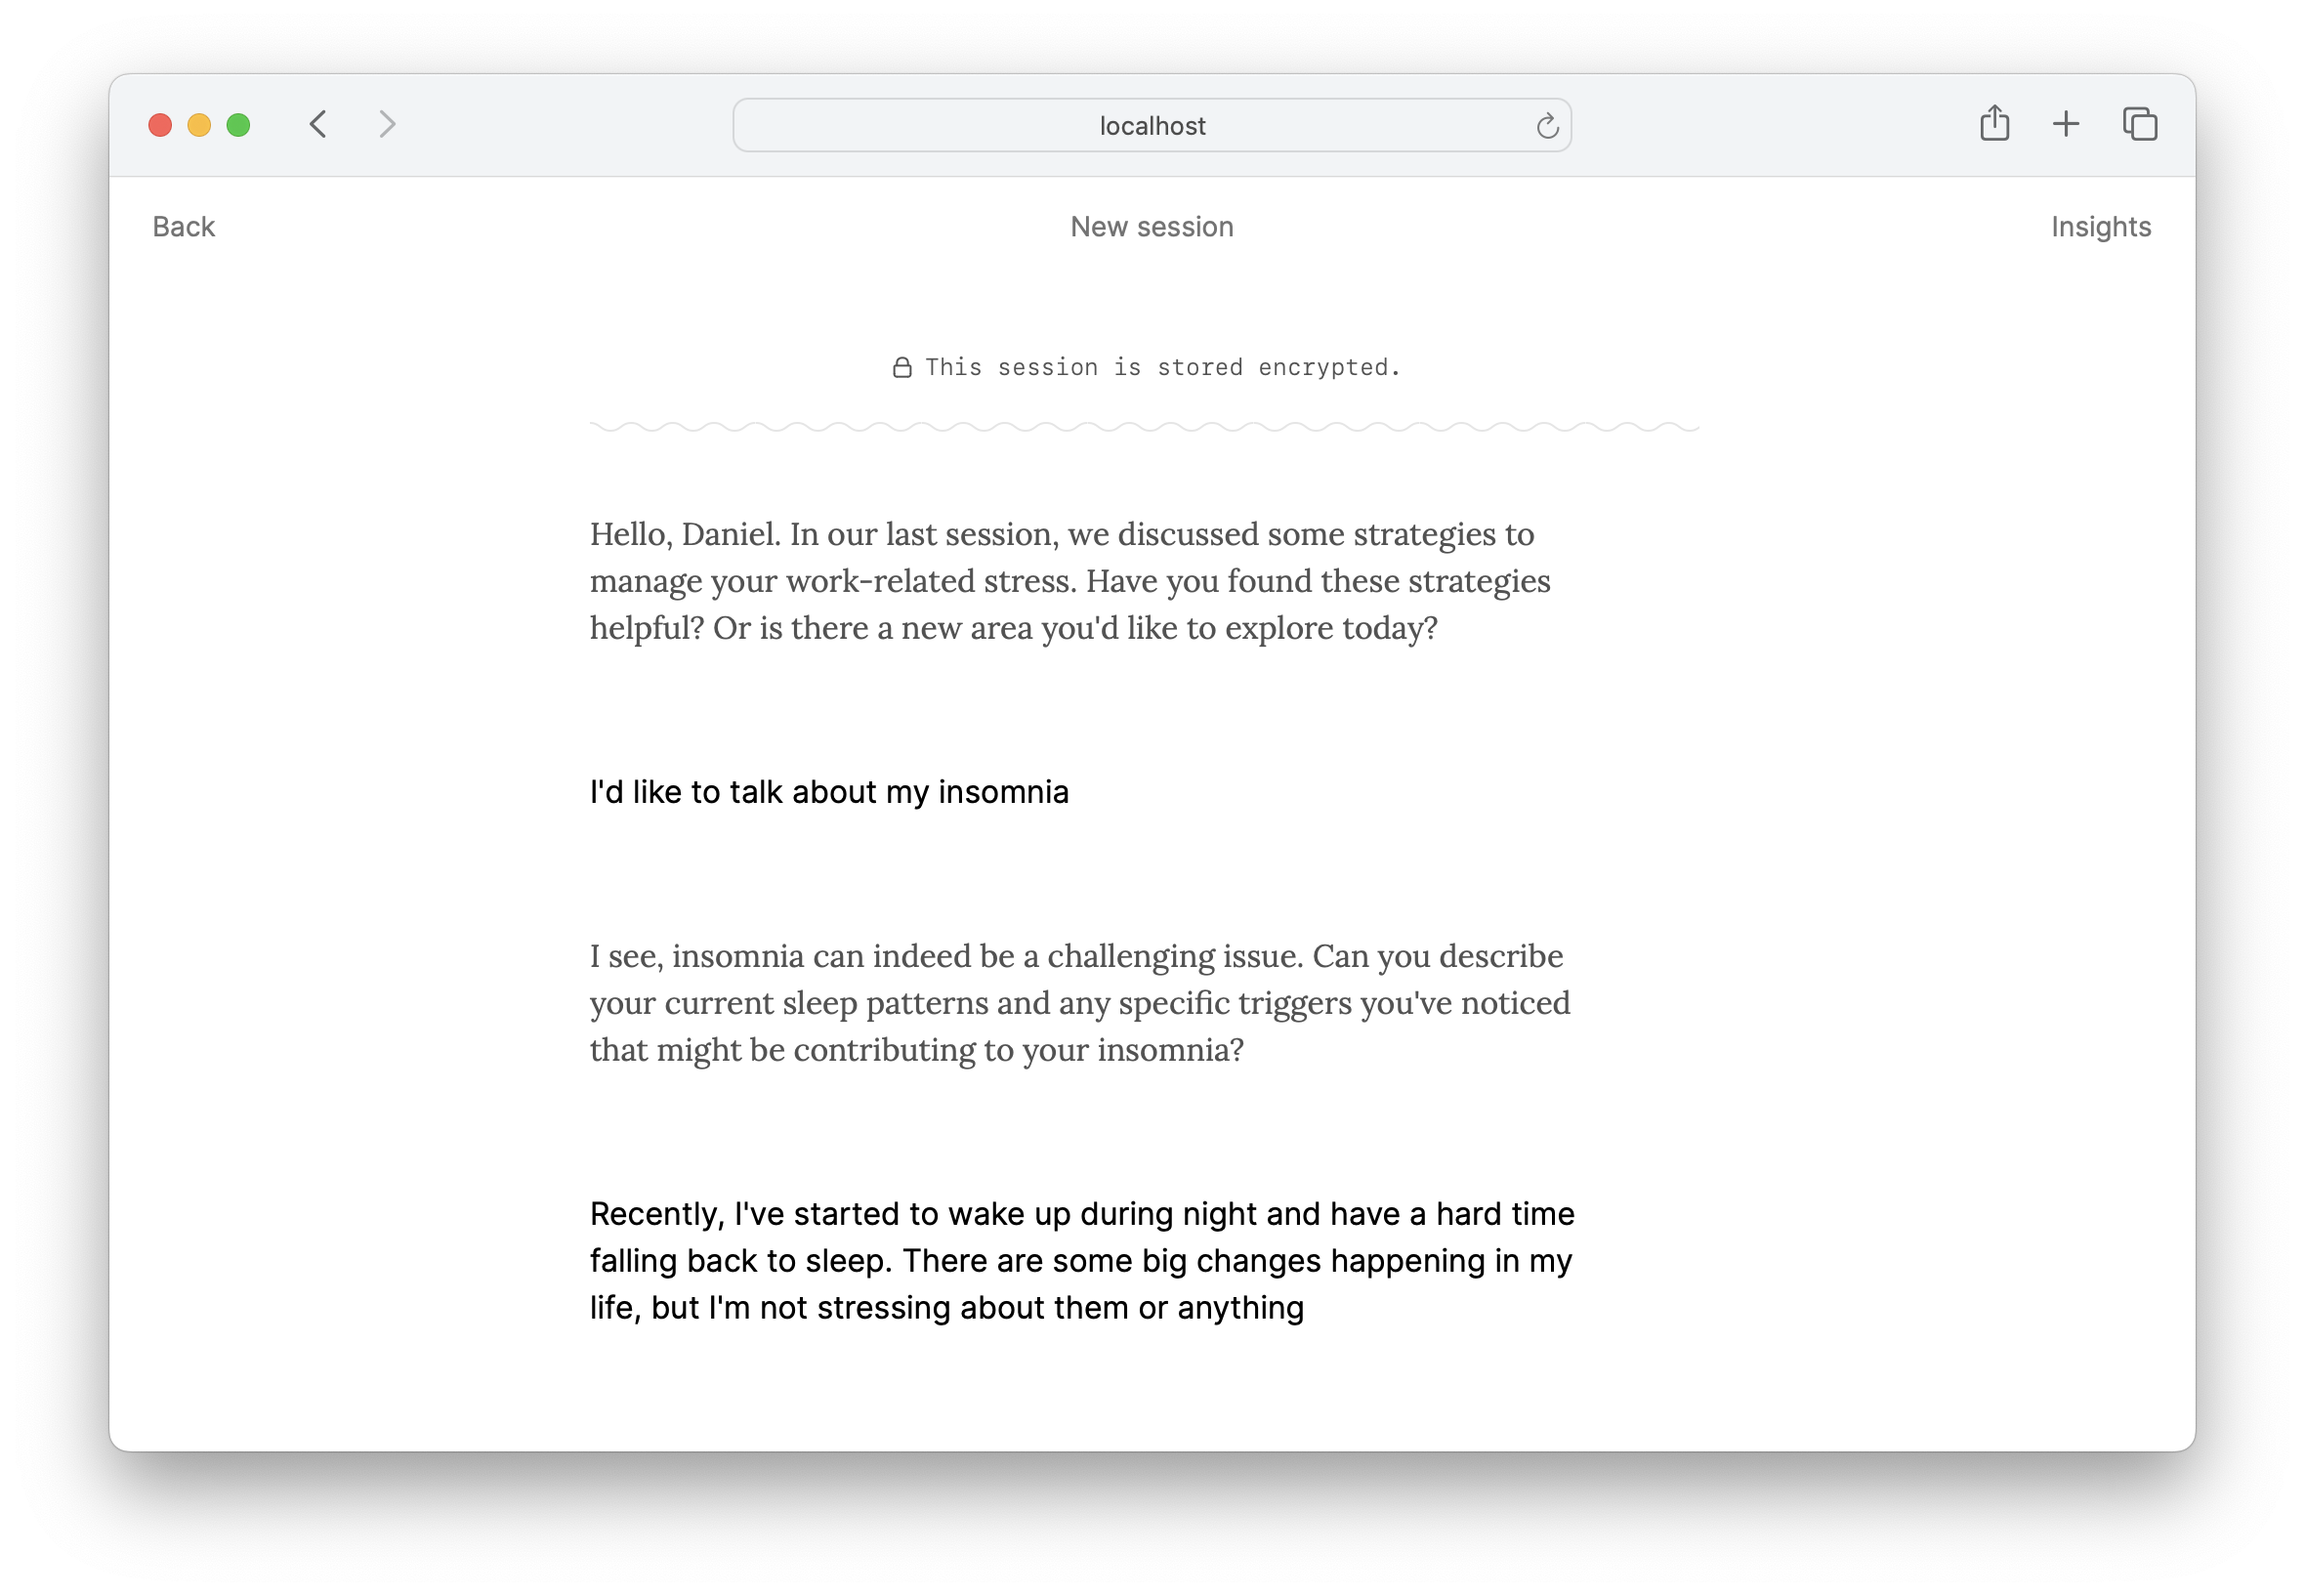 localhost
Back
New session
Insights
This session is stored encrypted.
Hello, Daniel. In our last session, we discussed some strategies to
manage your work-related stress. Have you found these strategies
helpful? Or is there a new area you'd like to explore today?
I'd like to talk about my insomnia
I see, insomnia can indeed be a challenging issue. Can you describe
your current sleep patterns and any specific triggers you've noticed
that might be contributing to your insomnia?
Recently, I've started to wake up during night and have a hard time
falling back to sleep. There are some big changes happening in my
life, but I'm not stressing about them or anything